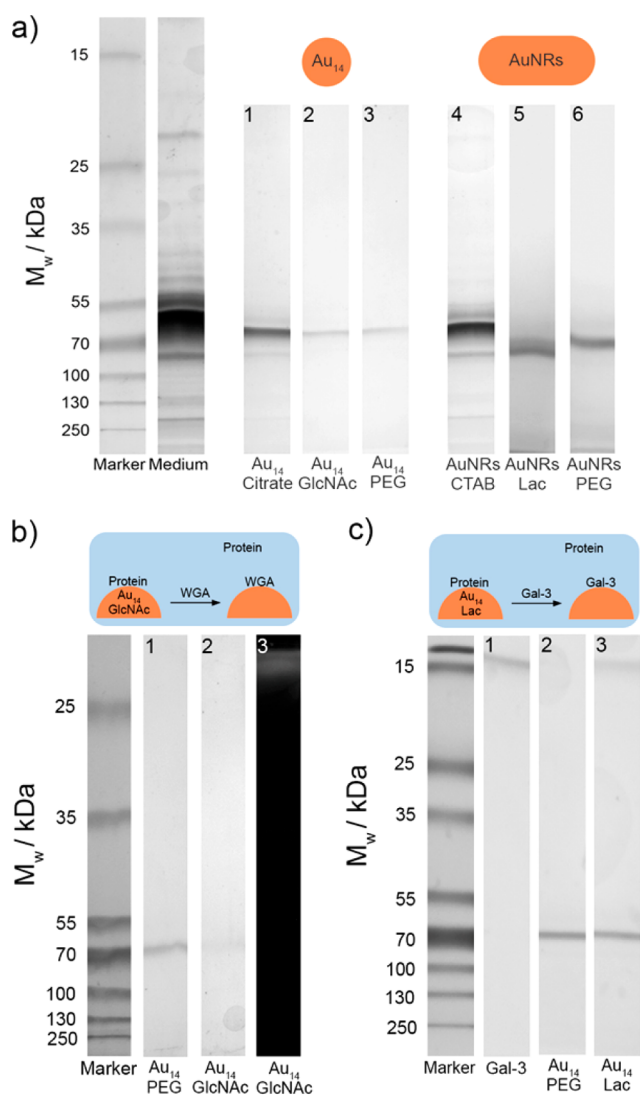 a)
Au14
AuNRs
1
2
3
4
5
6
15
25
35
55
70
100
130
250
Mw / kDa
Marker
Medium
Au14
Citrate
Au14
GlcNAc
Au14
PEG
AuNRs
CTAB
AuNRs
Lac
AuNRs
PEG
b)
Protein
Protein
Au14
GlcNAc
WGA
WGA
1
2
3
25
35
55
70
100
130
250
Mw / kDa
Marker
Au14
PEG
Au14
GlcNAc
Au14
GlcNAc
c)
Protein
Protein
Au14
Lac
Gal-3
Gal-3
1
2
3
15
25
35
55
70
100
130
250
Mw / kDa
Marker
Gal-3
Au14
PEG
Au14
Lac